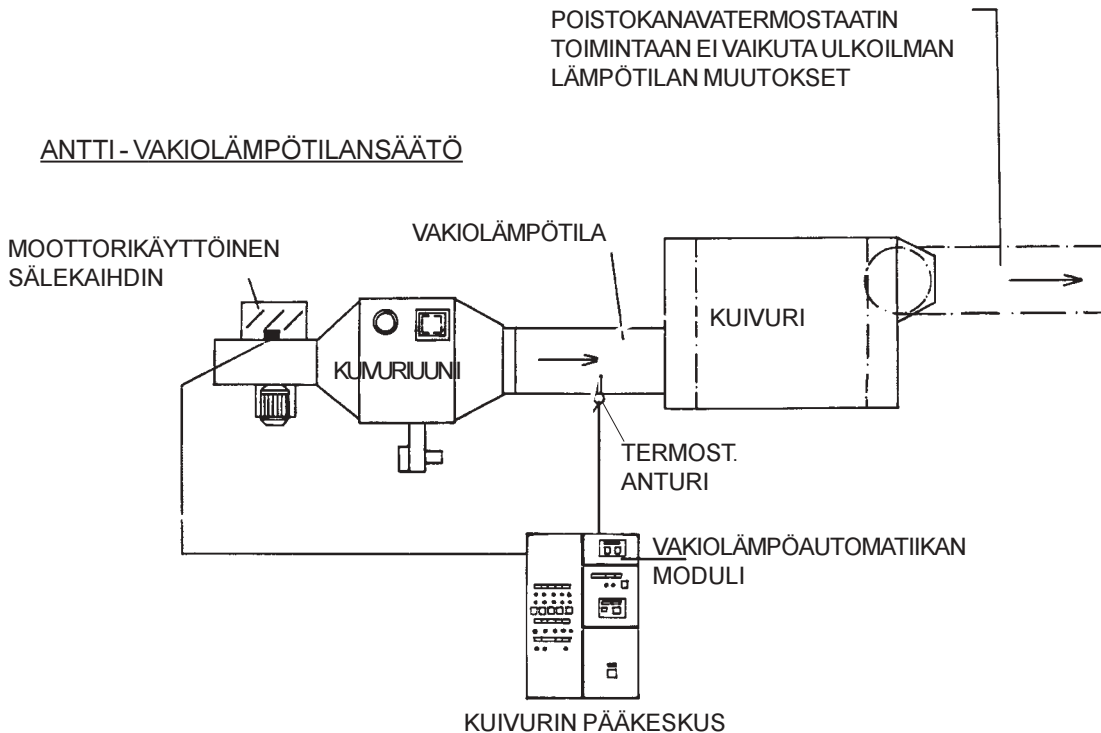 POISTOKANAVATERMOSTAATIN
TOIMINTAAN EI VAIKUTA ULKOILMAN
LÄMPÖTILAN MUUTOKSET
ANTTI - VAKIOLÄMPÖTILANSÄÄTÖ
MOOTTORIKÄYTTÖINEN
SÄLEKAIHDIN
VAKIOLÄMPÖTILA
KUIVURI
KUIVURIUUNI
TERMOST.
ANTURI
VAKIOLÄMPÖAUTOMATIIKAN
MODULI
KUIVURIN PÄÄKESKUS